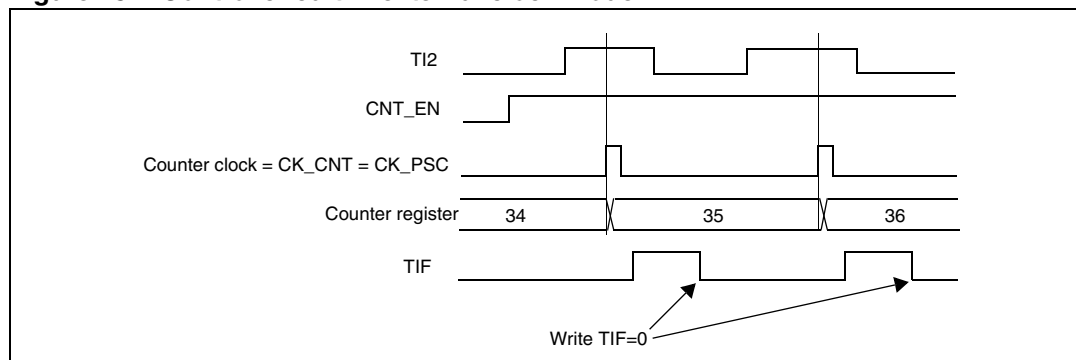 TI2
CNT_EN
Counter clock = CK_CNT = CK_PSC
Counter register 34 35 36
TIF
Write TIF=0